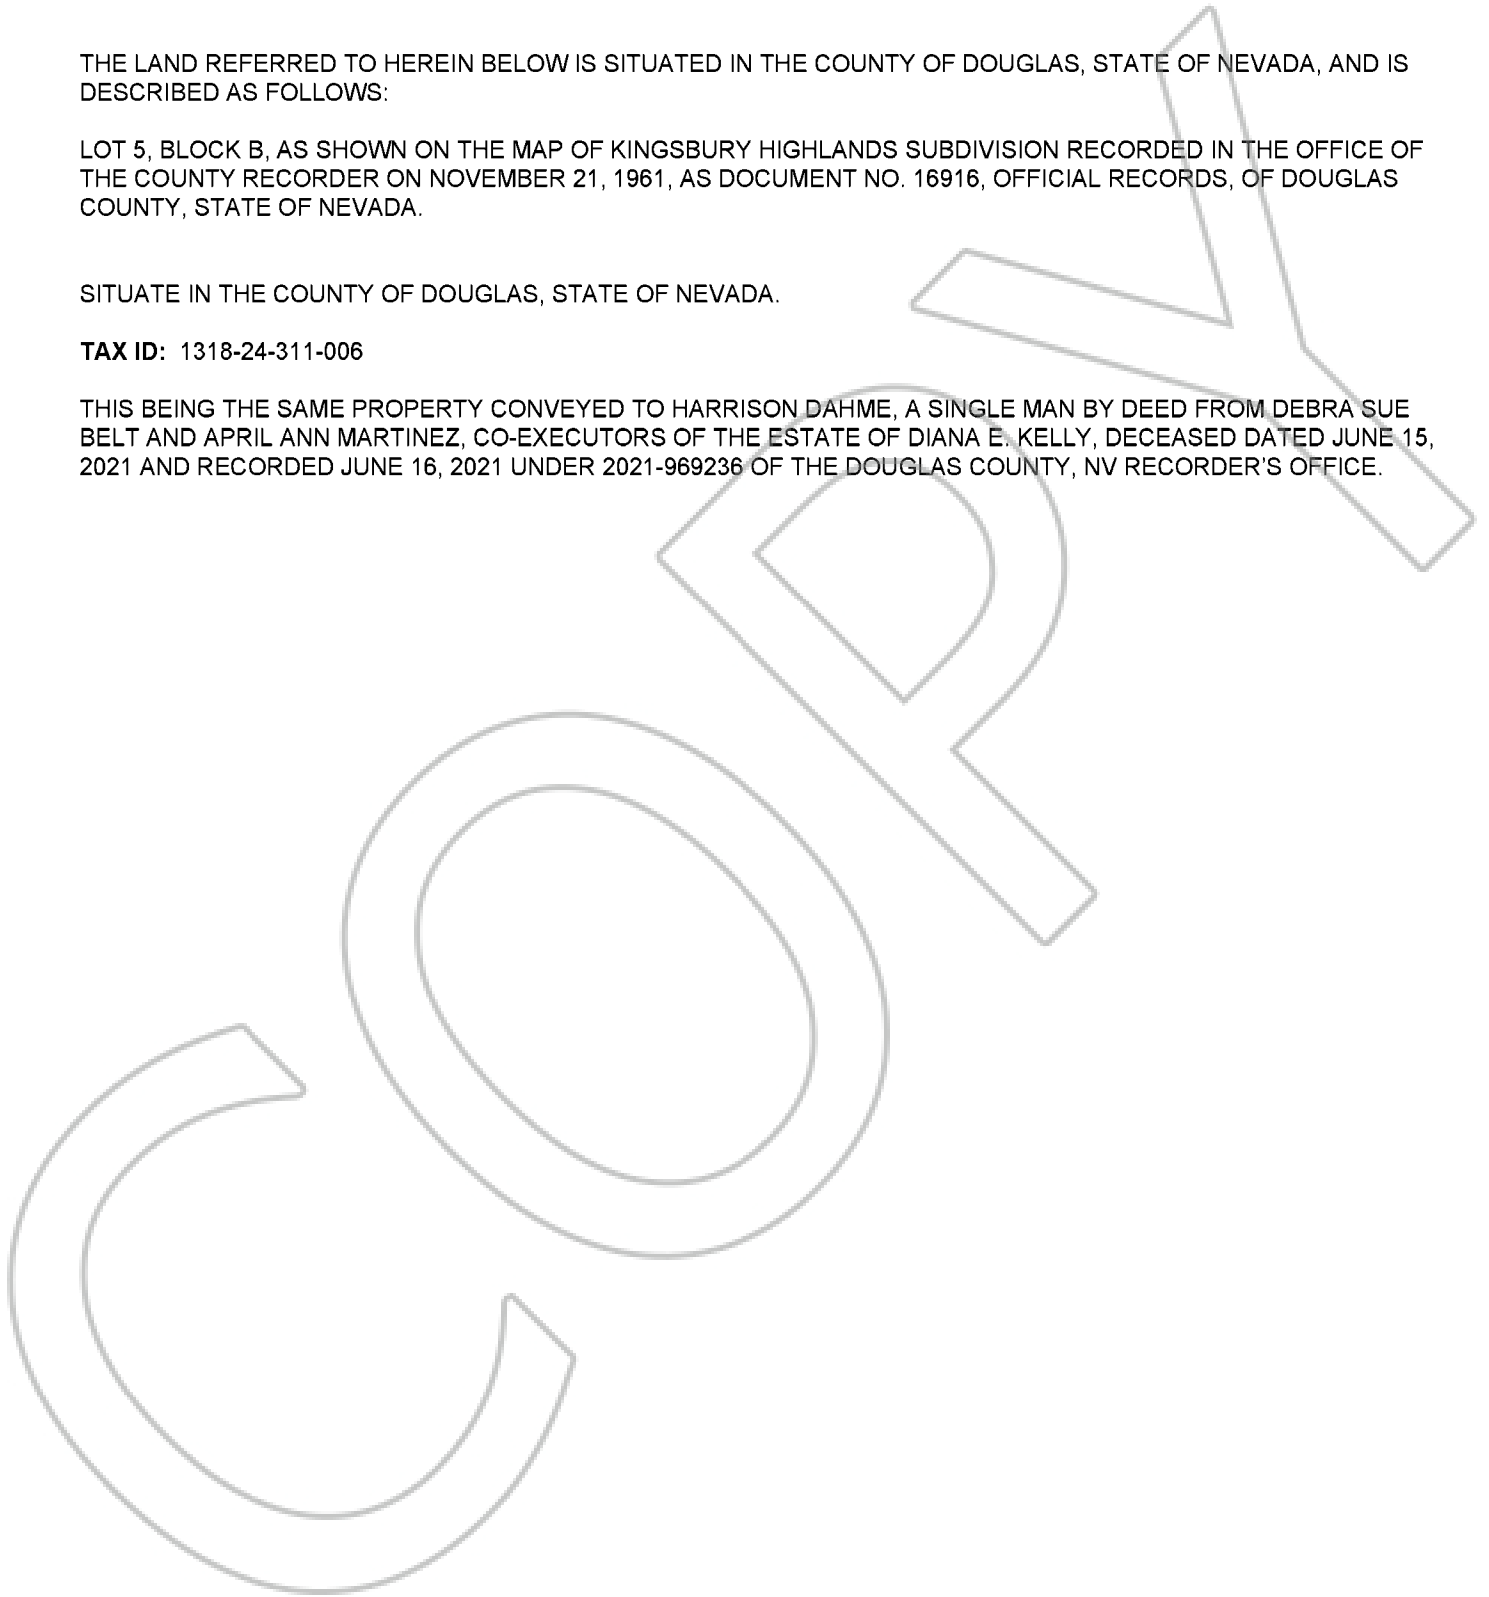 THE LAND REFERRED TO HEREIN BELOW IS SITUATED IN THE COUNTY OF DOUGLAS, STATE OF NEVADA, AND IS
DESCRIBED AS FOLLOWS:
LOT 5, BLOCK B, AS SHOWN ON THE MAP OF KINGSBURY HIGHLANDS SUBDIVISION RECORDED IN THE OFFICE OF
THE COUNTY RECORDER ON NOVEMBER 21, 1961, AS DOCUMENT NO. 16916, OFFICIAL RECORDS, OF DOUGLAS
COUNTY, STATE OF NEVADA.
SITUATE IN THE COUNTY OF DOUGLAS, STATE OF NEVADA.
TAX ID: 1318-24-311-006
THIS BEING THE SAME PROPERTY CONVEYED TO HARRISON DAHME, A SINGLE MAN BY DEED FROM DEBRA SUE
BELT AND APRIL ANN MARTINEZ, CO-EXECUTORS OF THE ESTATE OF DIANA E. KELLY, DECEASED DATED JUNE 15,
2021 AND RECORDED JUNE 16, 2021 UNDER 2021-969236 OF THE DOUGLAS COUNTY, NV RECORDER'S OFFICE.
COPY